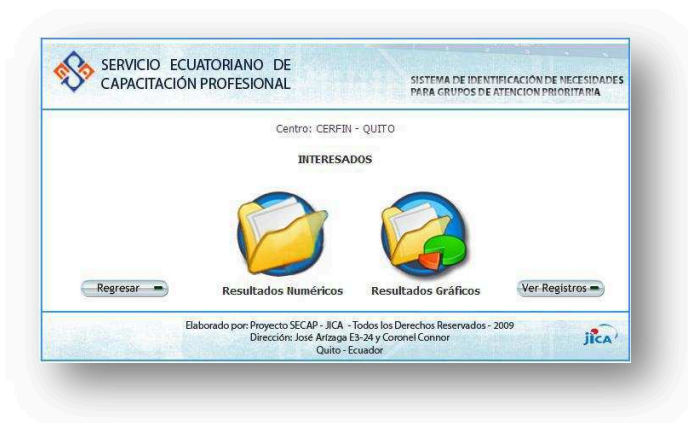 SERVICIO ECUATORIANO DE
CAPACITACIÓN PROFESIONAL
SISTEMA DE IDENTIFICACIÓN DE NECESIDADES
PARA GRUPOS DE ATENCION PRIORITARIA
Centro: CERFIN - QUITO
INTERESADOS
Regresar
Resultados Numéricos
Resultados Gráficos
Ver Registros
Elaborado por: Proyecto SECAP - JICA - Todos los Derechos Reservados - 2009
Dirección: José Arízaga E3-24 y Coronel Connor
Quito - Ecuador
jica